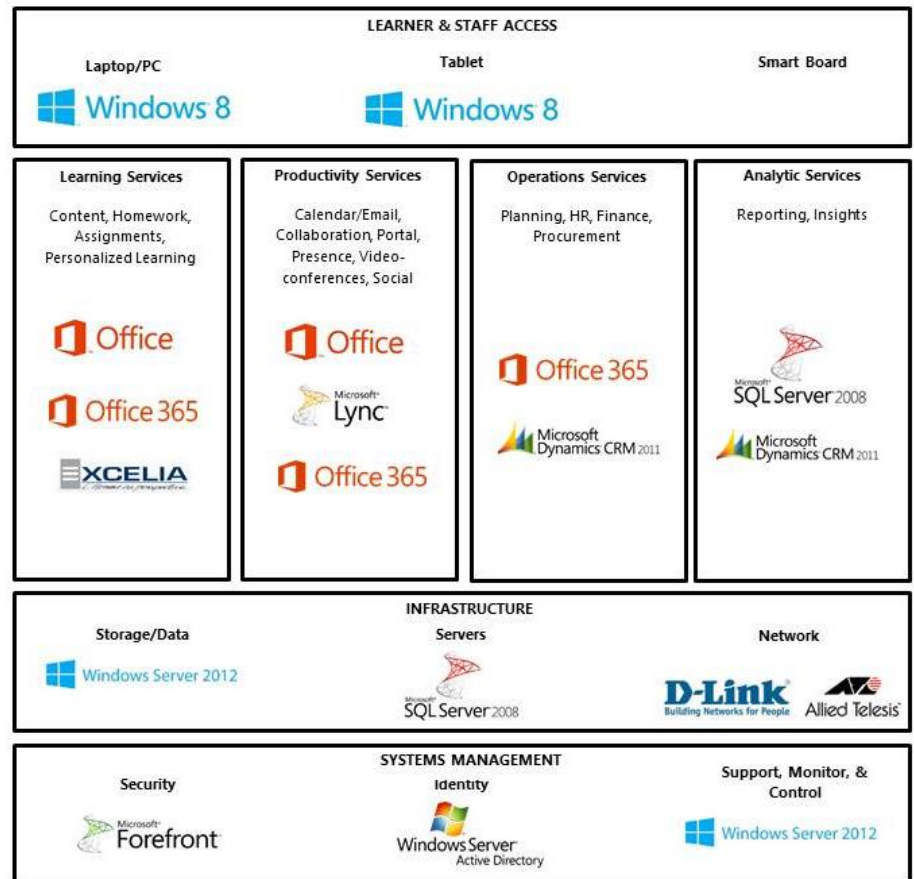 LEARNER & STAFF ACCESS
Laptop/PC
Tablet
Smart Board
Windows 8
Windows 8
Learning Services
Content, Homework,
Assignments,
Personalized Learning
Office
Office 365
EXCELIA
Productivity Services
Calendar/Email,
Collaboration, Portal,
Presence, Video-
conferences, Social
Office
Microsoft
Lync
Office 365
Operations Services
Planning, HR, Finance,
Procurement
Office 365
Microsoft
Dynamics CRM 2011
Analytic Services
Reporting, Insights
Microsoft
SQL Server 2008
Microsoft
Dynamics CRM 2011
INFRASTRUCTURE
Storage/Data
Servers
Network
Windows Server 2012
Microsoft
SQL Server 2008
D-Link
Building Networks for People
Allied Telesis
SYSTEMS MANAGEMENT
Security
Identity
Support, Monitor, &
Control
Microsoft
Forefront
Windows Server
Active Directory
Windows Server 2012